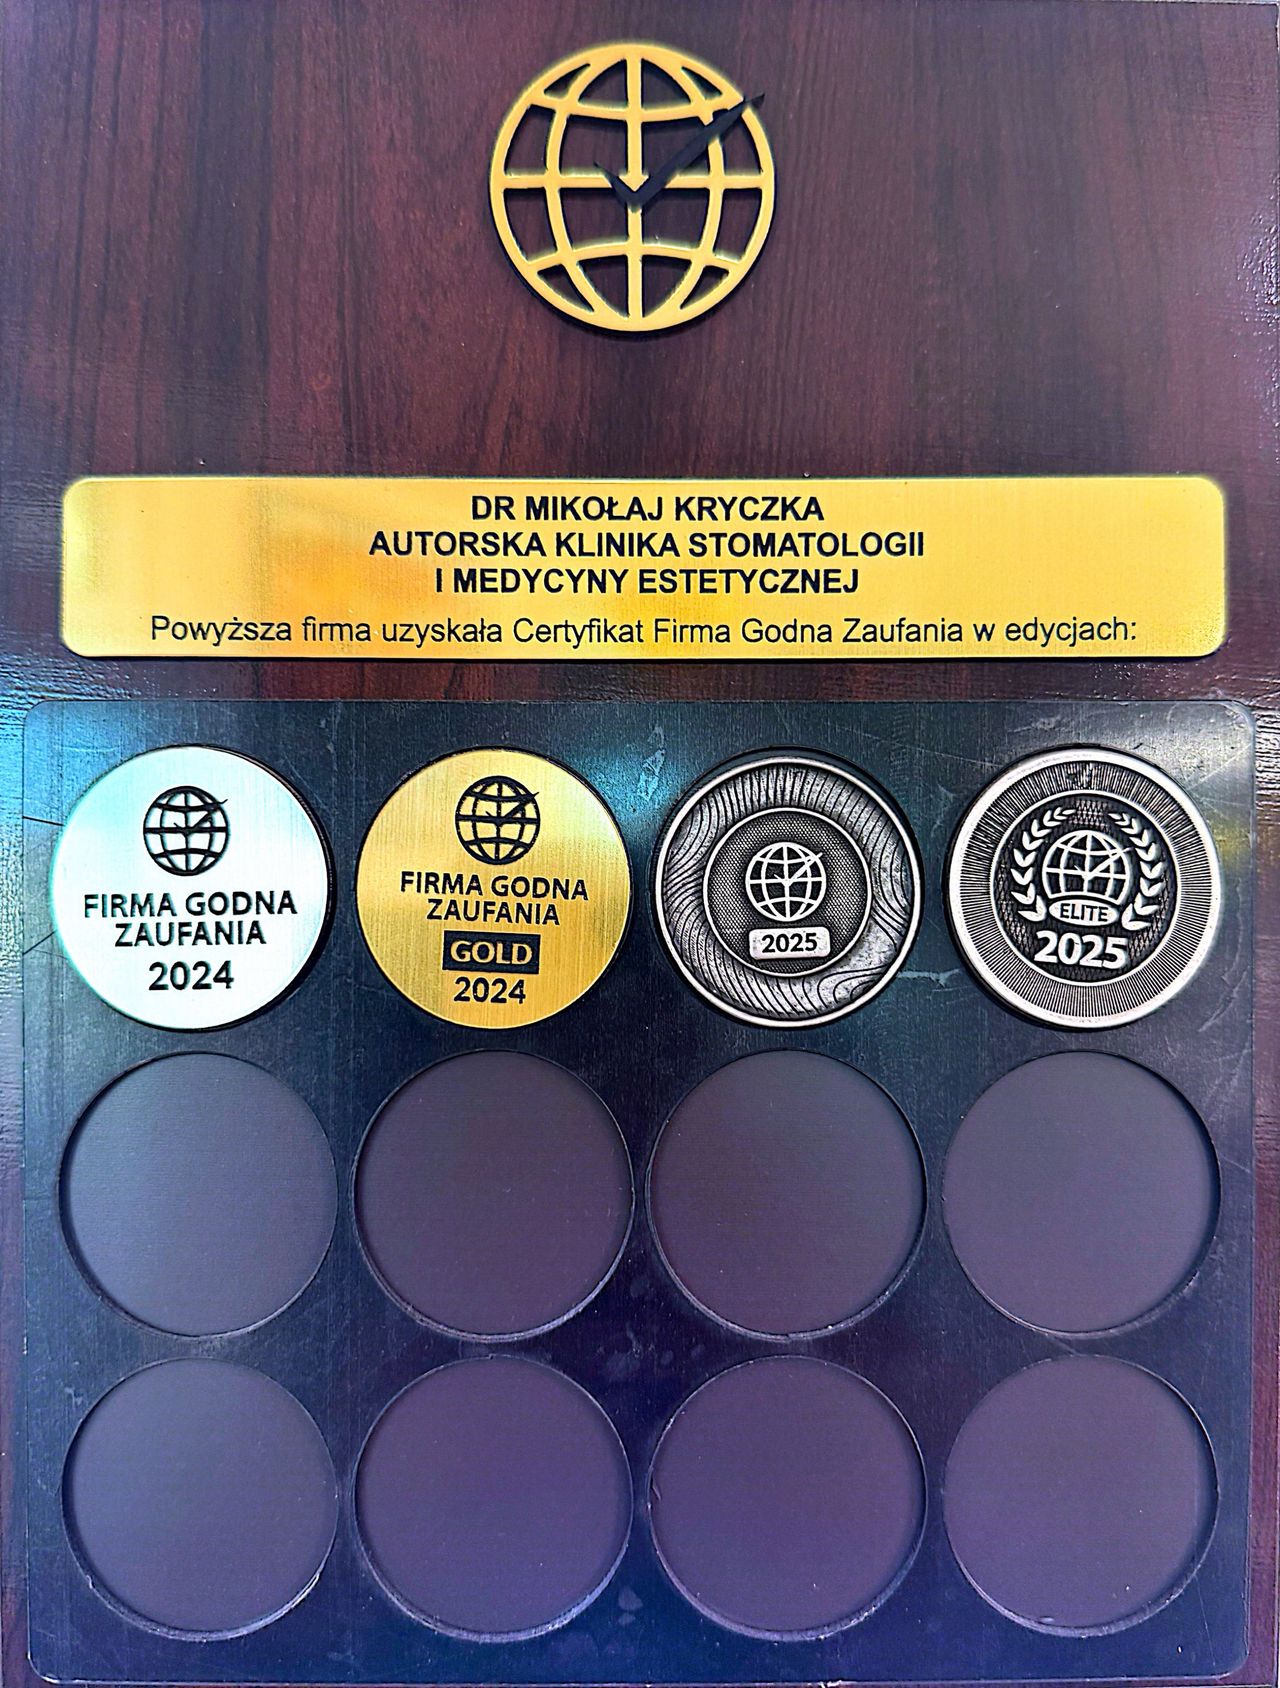 DR MIKOŁAJ KRYCZKA
AUTORSKA KLINIKA STOMATOLOGII
I MEDYCYNY ESTETYCZNEJ
Powyższa firma uzyskała Certyfikat Firma Godna Zaufania w edycjach:
FIRMA GODNA
ZAUFANIA
2024
FIRMA GODNA
ZAUFANIA
GOLD
2024
2025
ELITE
2025